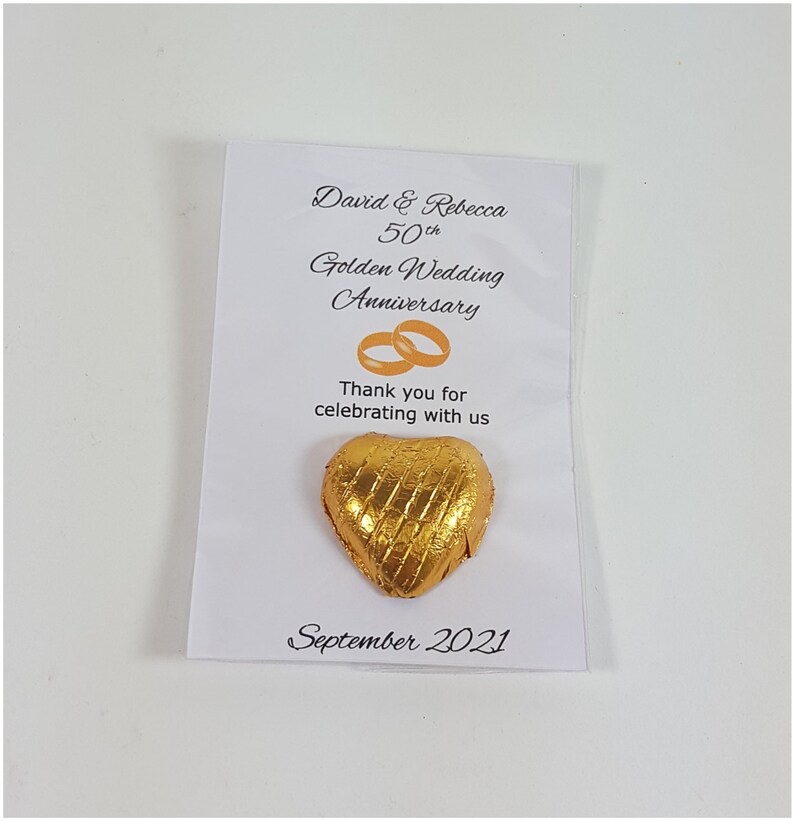 David & Rebecca
50th
Golden Wedding
Anniversary
Thank you for
celebrating with us
September 2021